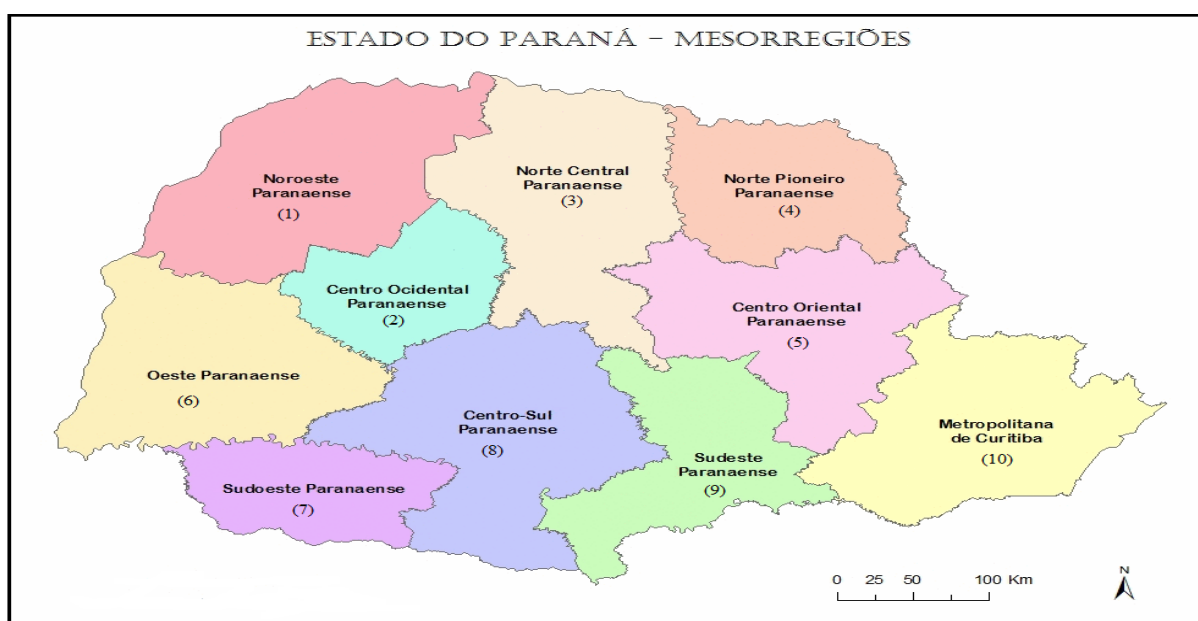 ESTADO DO PARANÁ – MESORREGIÕES
Noroeste
Paranaense
(1)
Norte Central
Paranaense
(3)
Norte Pioneiro
Paranaense
(4)
Centro Ocidental
Paranaense
(2)
Centro Oriental
Paranaense
(5)
Oeste Paranaense
(6)
Centro-Sul
Paranaense
(8)
Metropolitana
de Curitiba
(10)
Sudeste
Paranaense
(9)
Sudoeste Paranaense
(7)
0 25 50 100 Km
N